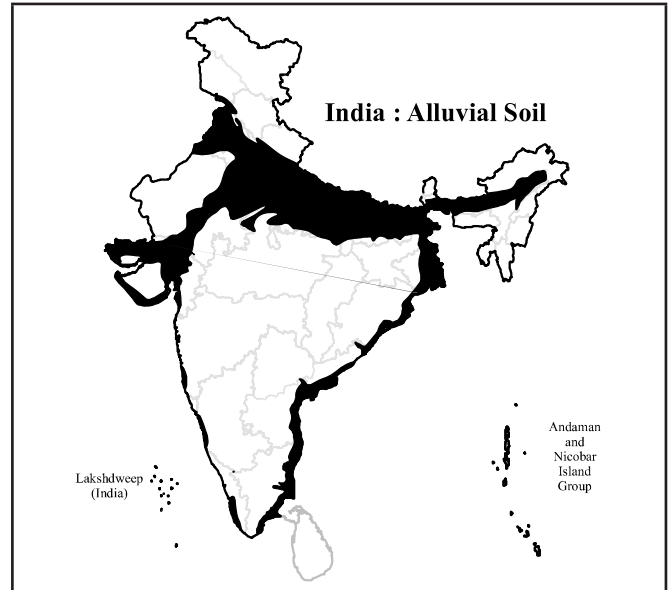 India : Alluvial Soil
Andaman
and
Nicobar
Island
Group
Lakshdweep
(India)